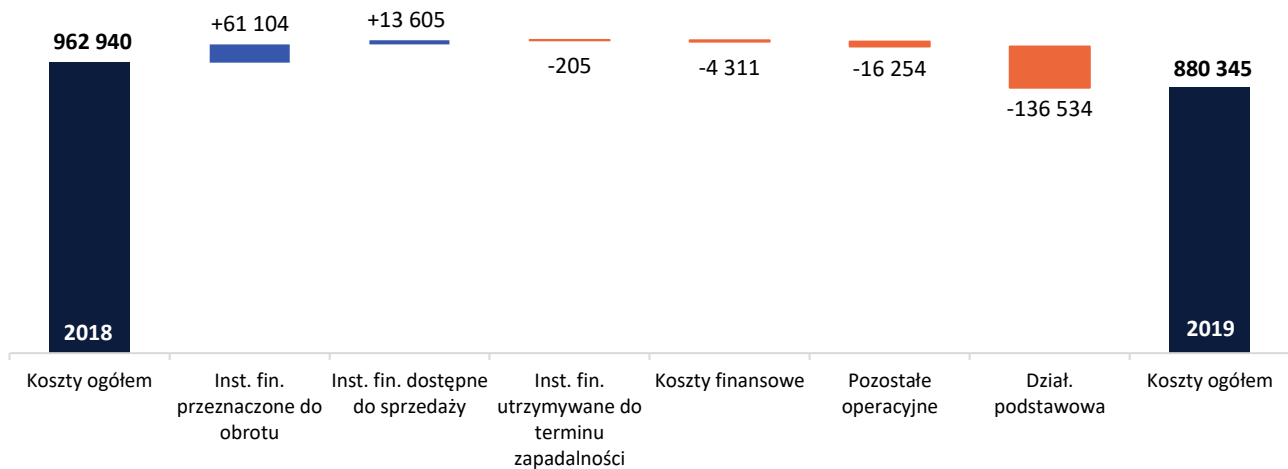 +61 104
+13 605
962 940
-205
-4 311
-16 254
880 345
-136 534
2018
2019
Koszty ogółem
Inst. fin.
przeznaczone do
obrotu
Inst. fin. dostępne
do sprzedaży
Inst. fin.
utrzymywane do
terminu
zapadalności
Koszty finansowe
Pozostałe
operacyjne
Dział.
podstawowa
Koszty ogółem